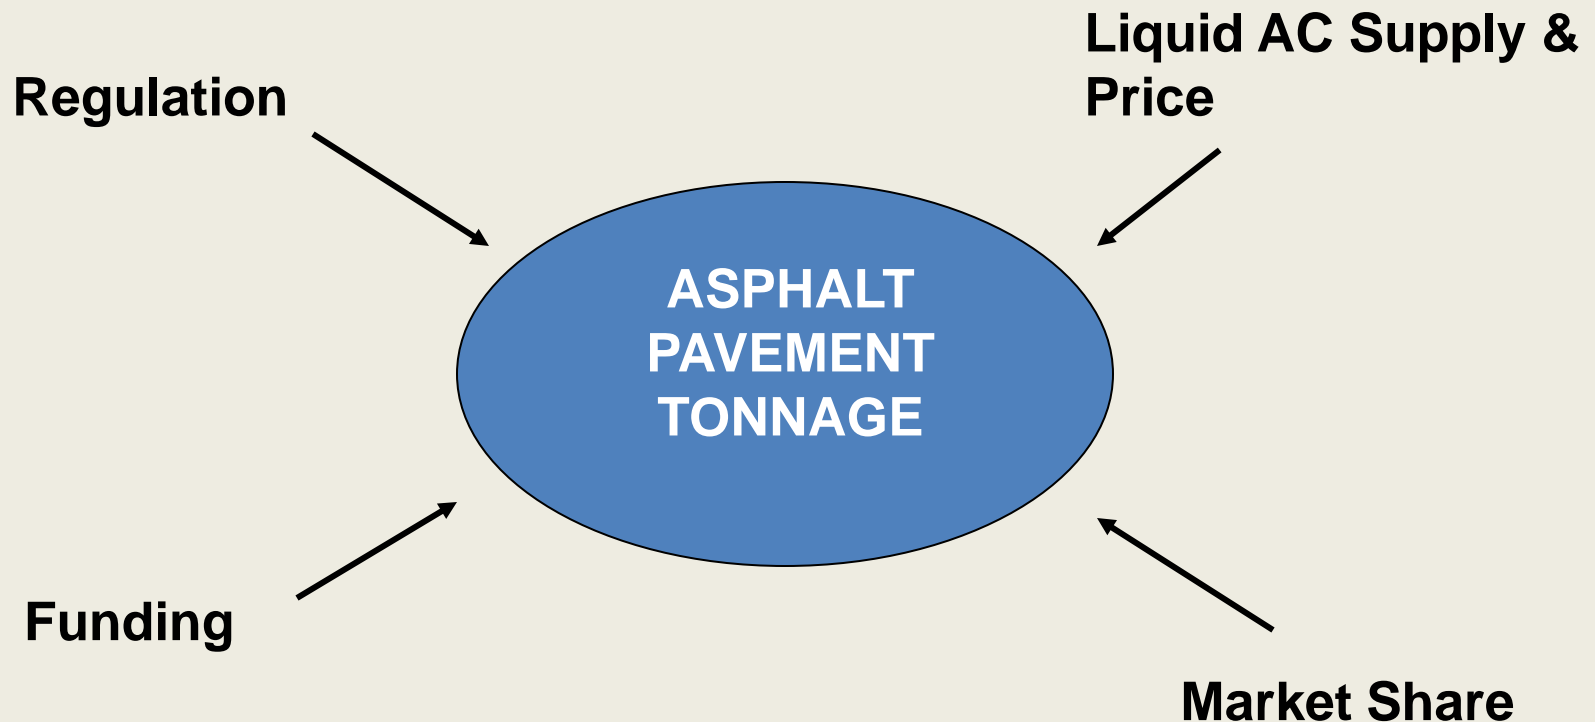 Liquid AC Supply &
Price
Regulation
ASPHALT
PAVEMENT
TONNAGE
Funding
Market Share